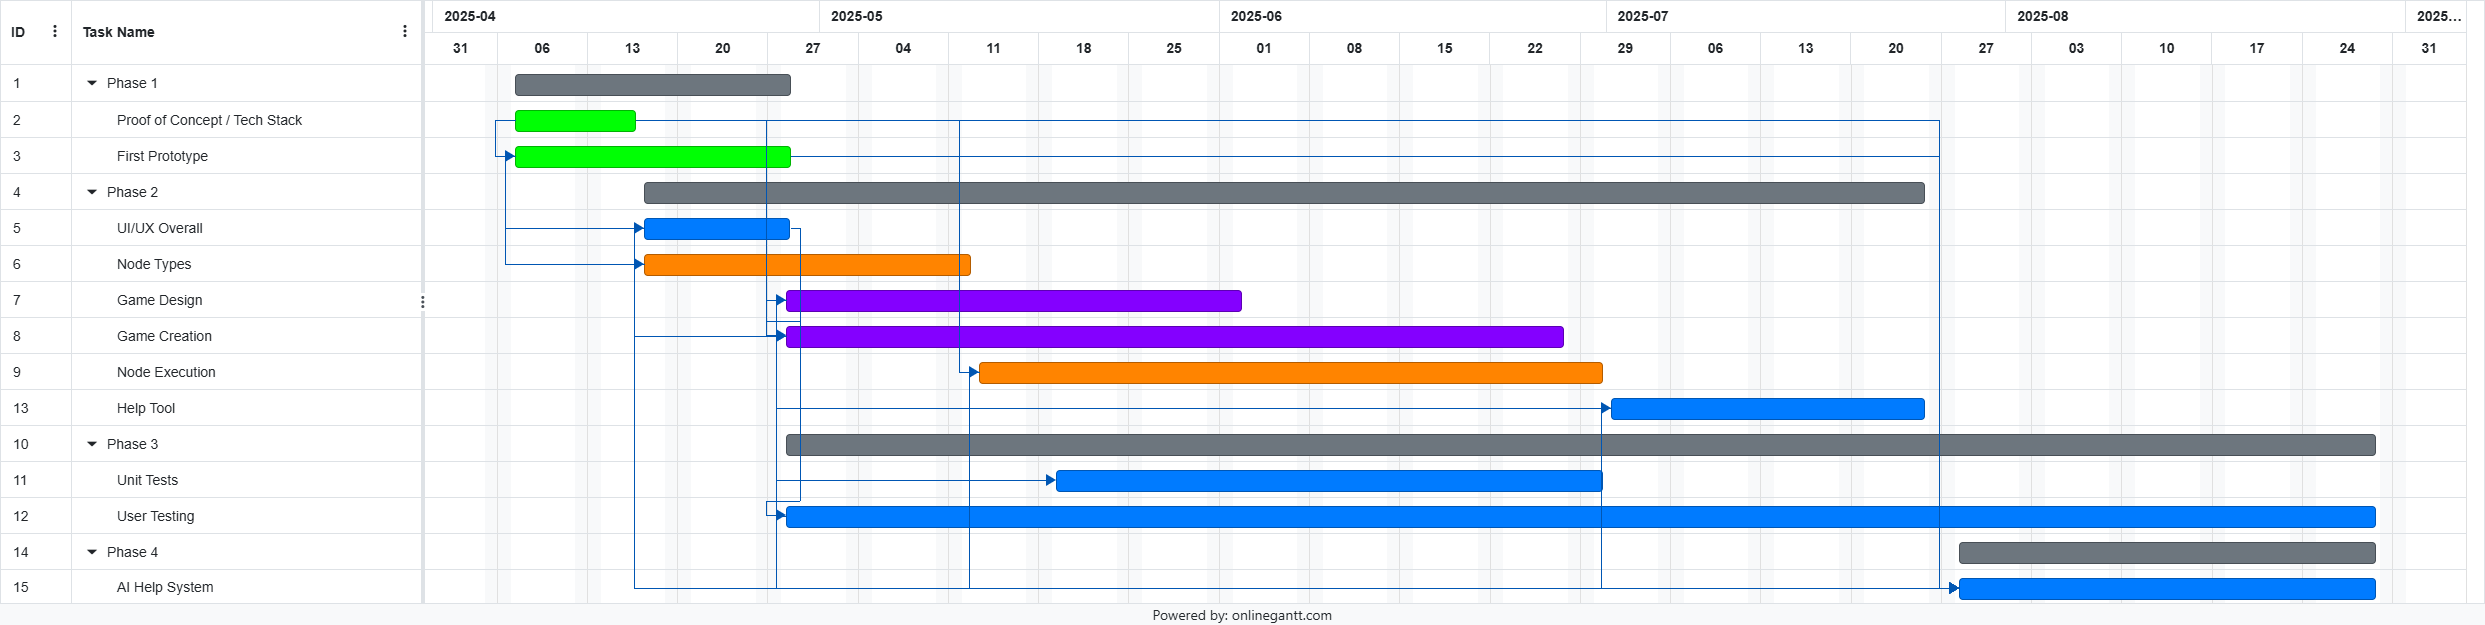 ID Task Name 2025-04 2025-05 2025-06 2025-07 2025-08 2025...
31 06 13 20 27 04 11 18 25 01 08 15 22 29 06 13 20 27 03 10 17 24 31
1 Phase 1
2 Proof of Concept / Tech Stack
3 First Prototype
4 Phase 2
5 UI/UX Overall
6 Node Types
7 Game Design
8 Game Creation
9 Node Execution
13 Help Tool
10 Phase 3
11 Unit Tests
12 User Testing
14 Phase 4
15 AI Help System
Powered by: onlinegantt.com